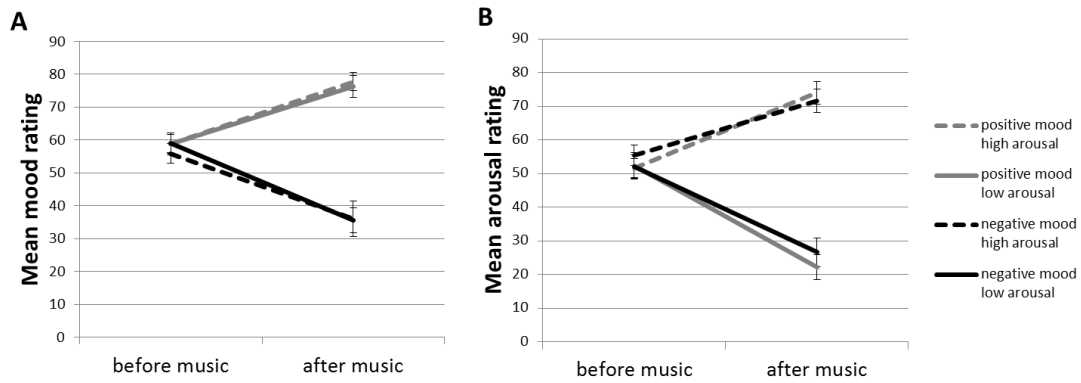 A
Mean mood rating
90
80
70
60
50
40
30
20
10
0
before music
after music
B
Mean arousal rating
90
80
70
60
50
40
30
20
10
0
before music
after music
positive mood
high arousal
positive mood
low arousal
negative mood
high arousal
negative mood
low arousal